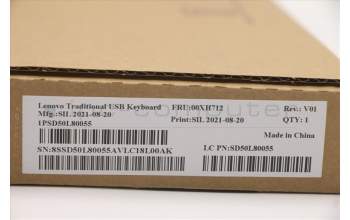 Lenovo Traditional USB Keyboard FRU:00XH712 Rev.: V01
Mfg.:SIL 2021-08-20 Print:SIL 2021-08-20 QTY: 1
1PSD50L80055
Made in China
SN:8SSD50L80055AVLC18L00AK LC PN:SD50L80055